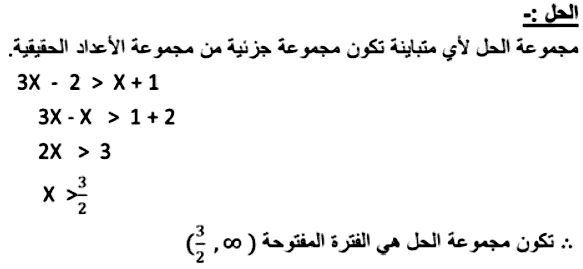 الحل :-
مجموعة الحل لأي متباينة تكون مجموعة جزئية من مجموعة الأعداد الحقيقية.
3X - 2 > X + 1
3X - X > 1 + 2
2X > 3
X > 3/2
∴ تكون مجموعة الحل هي الفترة المفتوحة (3/2 , ∞)